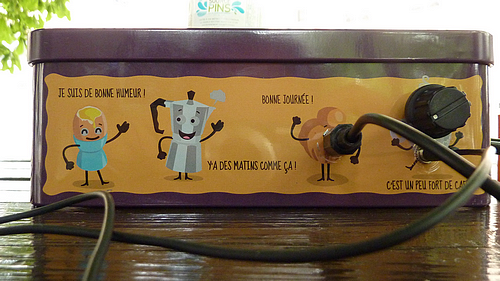 PINS
JE SUIS DE BONNE HUMEUR !
BONNE JOURNÉE !
Y'A DES MATINS COMME ÇA !
C'EST UN PEU FORT DE